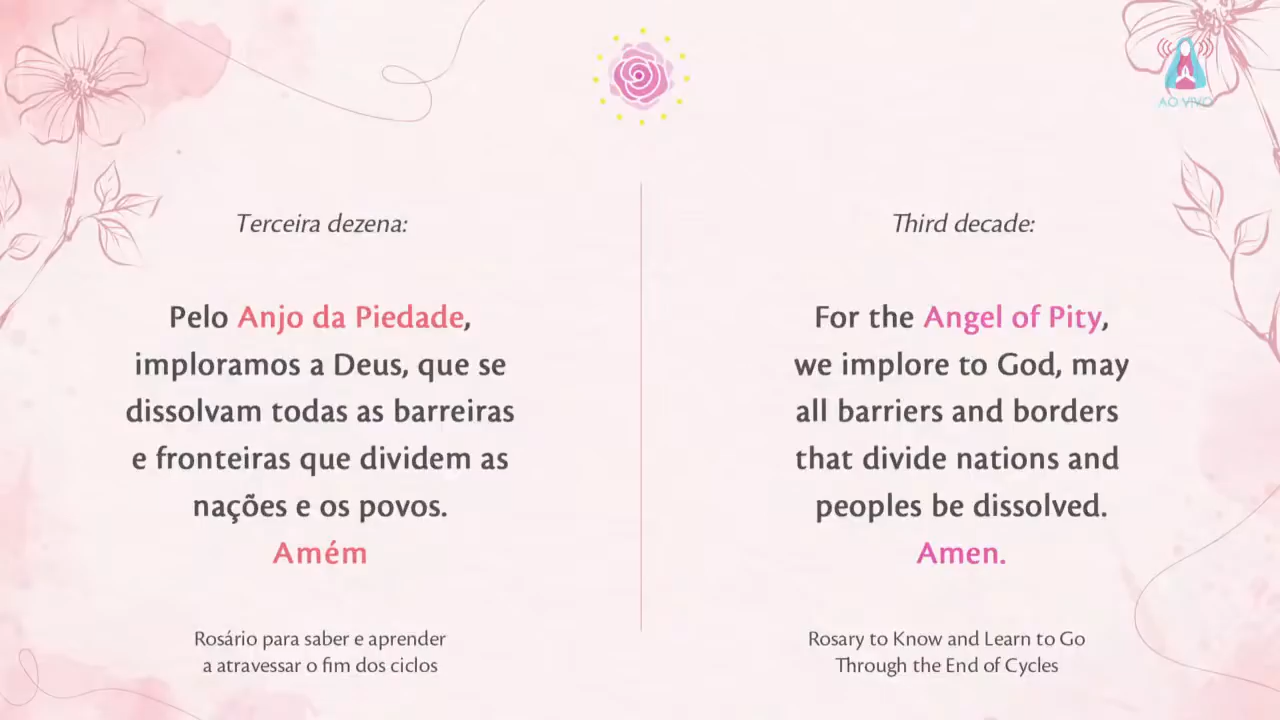 AO VIVO
Terceira dezena:
Pelo Anjo da Piedade,
imploramos a Deus, que se
dissolvam todas as barreiras
e fronteiras que dividem as
nações e os povos.
Amém
Rosário para saber e aprender
a atravessar o fim dos ciclos
Third decade:
For the Angel of Pity,
we implore to God, may
all barriers and borders
that divide nations and
peoples be dissolved.
Amen.
Rosary to Know and Learn to Go
Through the End of Cycles